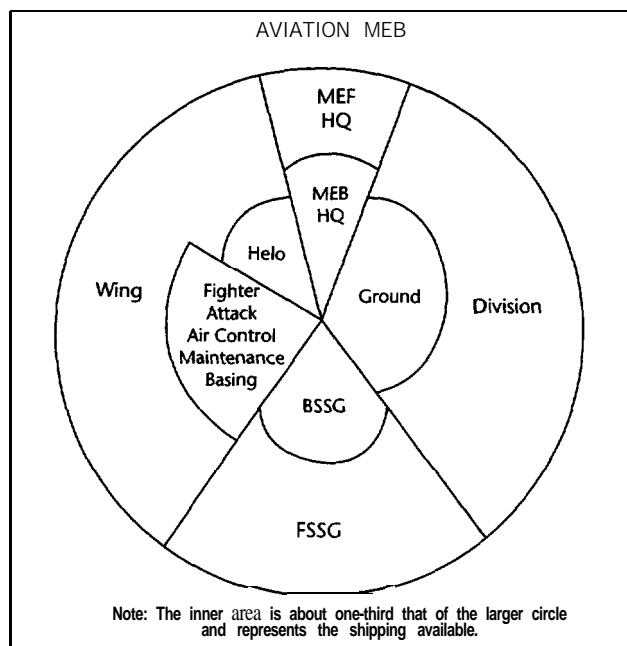 AVIATION MEB
MEF
HQ
MEB
HQ
Helo
Wing
Fighter
Attack
Air Control
Maintenance
Basing
Ground
Division
BSSG
FSSG
Note: The inner area is about one-third that of the larger circle
and represents the shipping available.